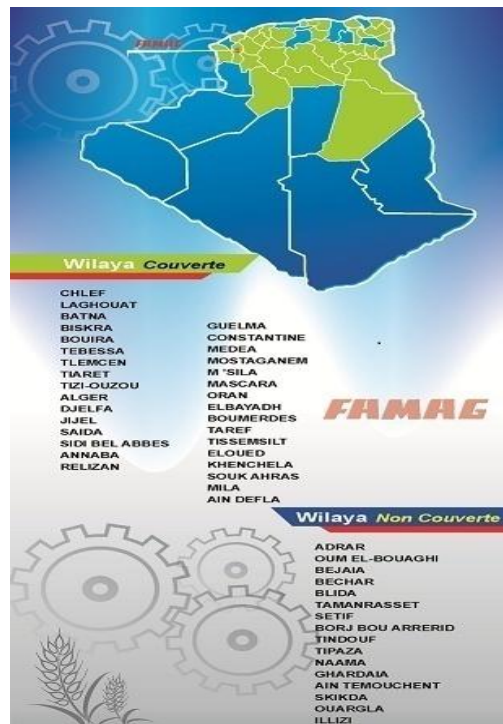 FAMAG
Wilaya Couverte
CHLEF
LAGHOUAT
BATNA
BISKRA
BOUIRA
TEBESSA
TLEMCEN
TIARET
TIZI-OUZOU
ALGER
DJELFA
JIJEL
SAIDA
SIDI BEL ABBES
ANNABA
RELIZAN
GUELMA
CONSTANTINE
MEDEA
MOSTAGANEM
M 'SILA
MASCARA
ORAN
ELBAYADH
BOUMERDES
TAREF
TISSEMSILT
ELOUED
KHENCHELA
SOUK AHRAS
MILA
AIN DEFLA
FAMAG
Wilaya Non Couverte
ADRAR
OUM EL-BOUAGHI
BEJAIA
BECHAR
BLIDA
TAMANRASSET
SETIF
BORJ BOU ARRERID
TINDOUF
TIPAZA
NAAMA
GHARDAIA
AIN TEMOUCHENT
SKIKDA
OUARGLA
ILLIZI